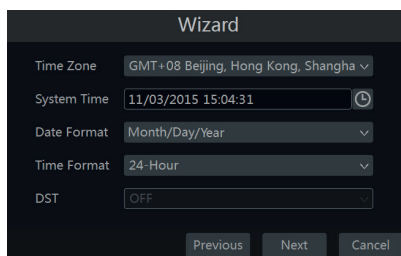 Wizard
Time Zone GMT+08 Beijing, Hong Kong, Shangha
System Time 11/03/2015 15:04:31
Date Format Month/Day/Year
Time Format 24-Hour
DST OFF
Previous Next Cancel